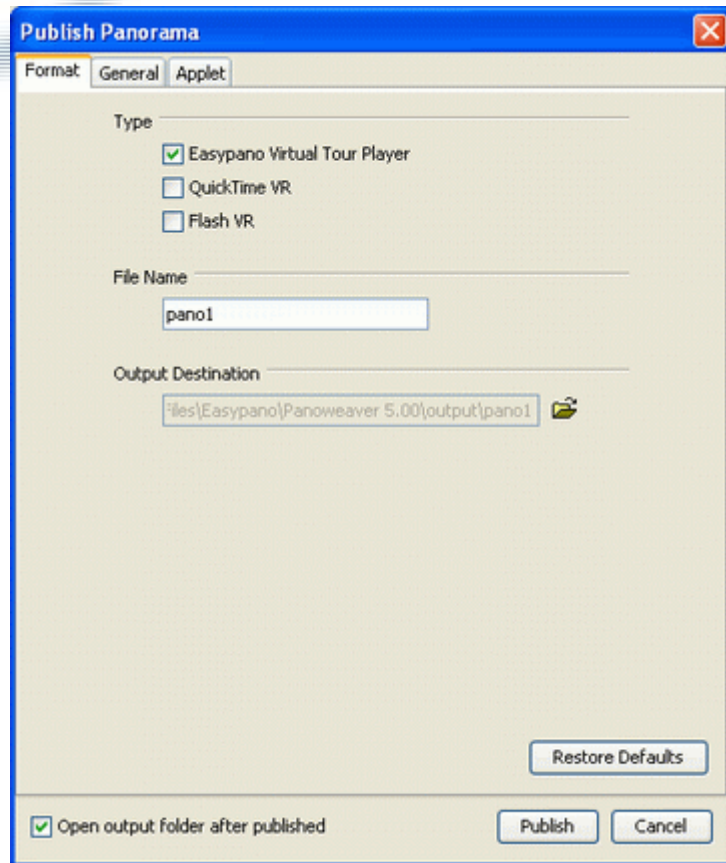 Publish Panorama
Format General Applet
Type
Easypano Virtual Tour Player
QuickTime VR
Flash VR
File Name
pano1
Output Destination
Files\Easypano\Panoweaver 5.00\output\pano1
Restore Defaults
Open output folder after published
Publish Cancel